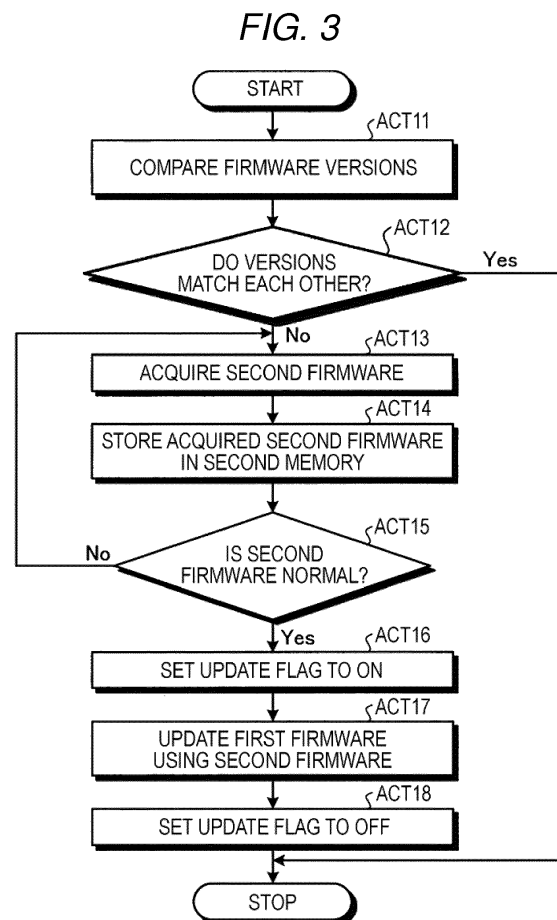 FIG. 3
START
ACT11
COMPARE FIRMWARE VERSIONS
ACT12
DO VERSIONS
MATCH EACH OTHER?
Yes
No
ACT13
ACQUIRE SECOND FIRMWARE
ACT14
STORE ACQUIRED SECOND FIRMWARE
IN SECOND MEMORY
ACT15
IS SECOND
FIRMWARE NORMAL?
No
Yes
ACT16
SET UPDATE FLAG TO ON
ACT17
UPDATE FIRST FIRMWARE
USING SECOND FIRMWARE
ACT18
SET UPDATE FLAG TO OFF
STOP